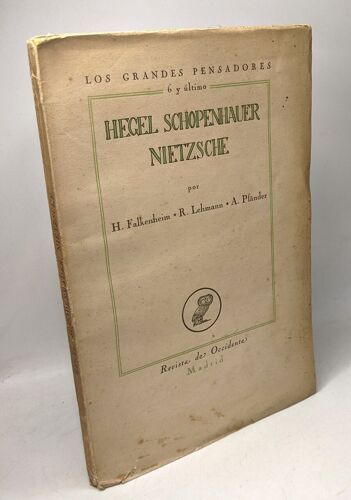 LOS GRANDES PENSADORES
6 y último
HEGEL SCHOPENHAUER
NIETZSCHE
por
H. Falkenheim • R. Lehmann • A. Pfänder
Revista de Occidente
Madrid